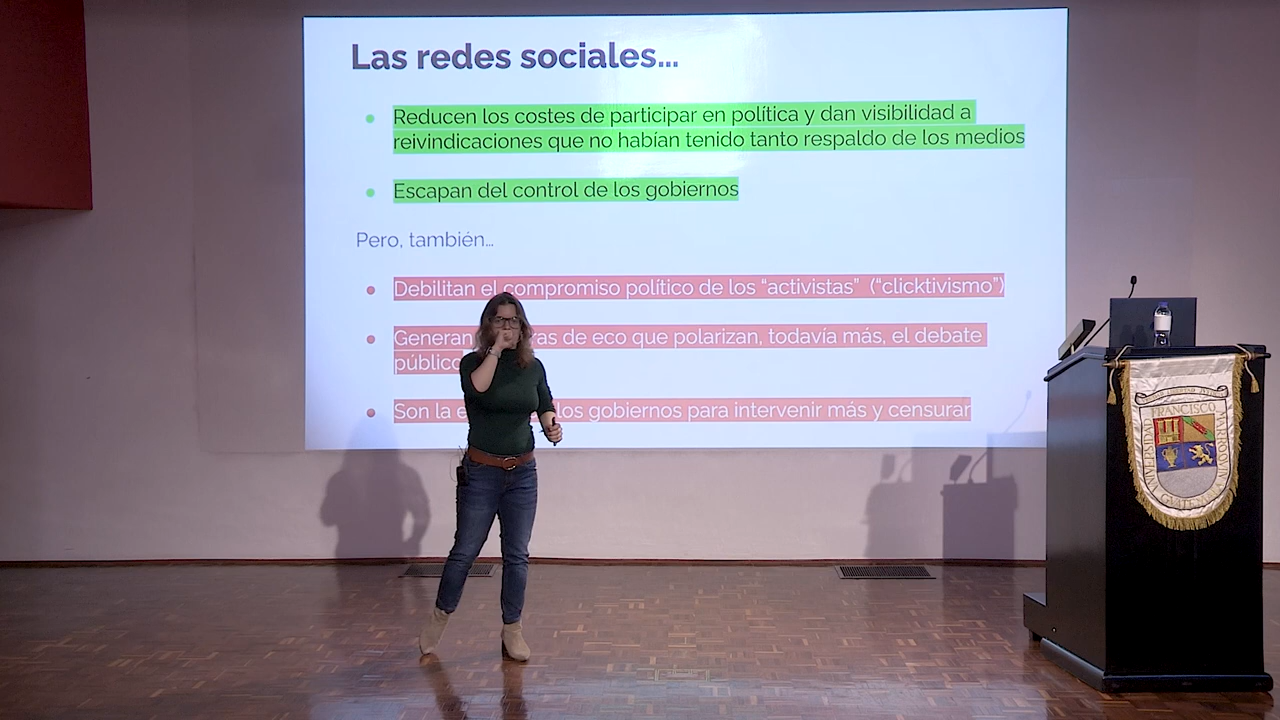 Las redes sociales...
Reducen los costes de participar en política y dan visibilidad a
reivindicaciones que no habían tenido tanto respaldo de los medios
Escapan del control de los gobiernos
Pero, también...
Debilitan el compromiso político de los “activistas” (“clicktivismo”)
Generan ras de eco que polarizan, todavía más, el debate
público
Son la e los gobiernos para intervenir más y censurar
FRANCISCO
MARROQUIN
GUATEMALA